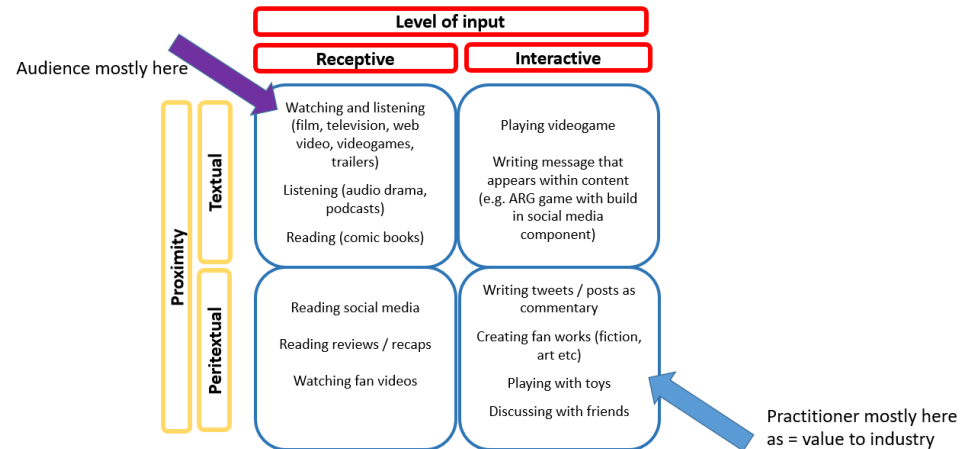 Level of input
Receptive
Interactive
Audience mostly here
Proximity
Textual
Watching and listening
(film, television, web
video, videogames,
trailers)
Listening (audio drama,
podcasts)
Reading (comic books)
Playing videogame
Writing message that
appears within content
(e.g. ARG game with build
in social media
component)
Peritextual
Reading social media
Reading reviews / recaps
Watching fan videos
Writing tweets / posts as
commentary
Creating fan works (fiction,
art etc)
Playing with toys
Discussing with friends
Practitioner mostly here
as = value to industry